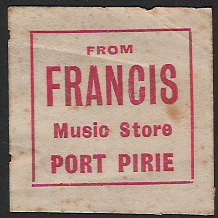 FROM
FRANCIS
Music Store
PORT PIRIE